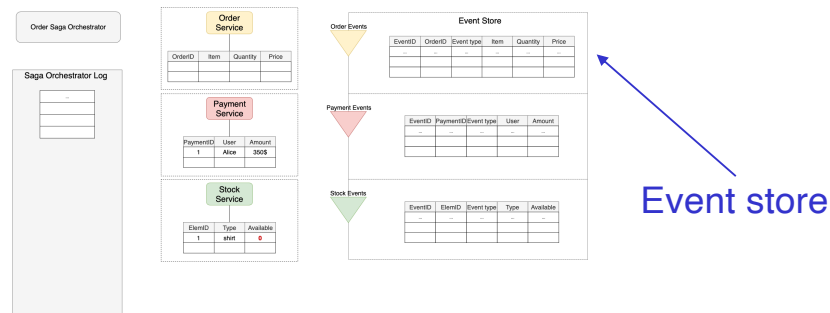 Order Saga Orchestrator
Saga Orchestrator Log
...
Order
Service
OrderID Item Quantity Price
Payment
Service
PaymentID User Amount
1 Alice 350$
Stock
Service
ElemID Type Available
1 shirt 0
Order Events
Payment Events
Stock Events
Event Store
EventID OrderID Event type Item Quantity Price
... ... ... ... ... ...
EventID PaymentID Event type User Amount
... ... ... ... ...
EventID ElemID Event type Type Available
... ... ... ... ...
Event store